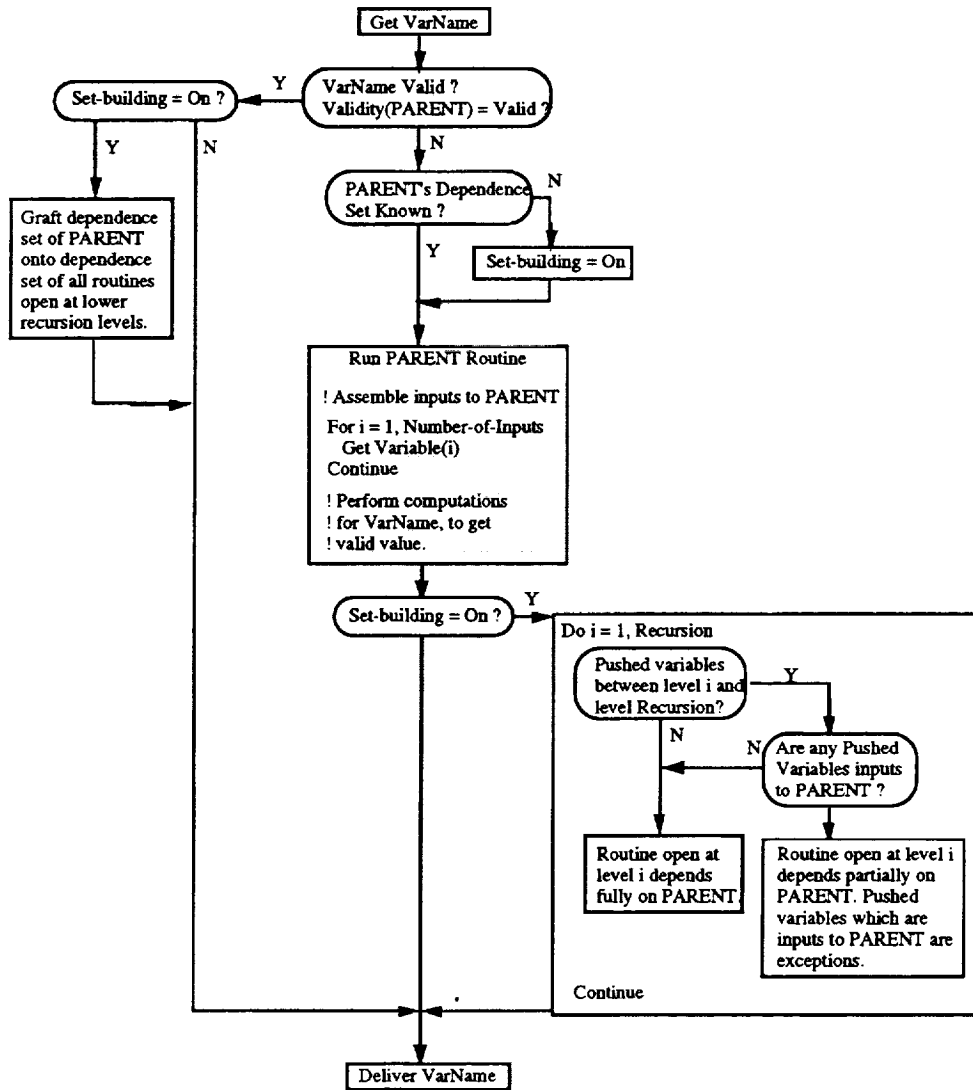 Get VarName
VarName Valid ?
Validity(PARENT) = Valid ?
Y
Set-building = On ?
Y
N
N
Graft dependence
set of PARENT
onto dependence
set of all routines
open at lower
recursion levels.
PARENT's Dependence
Set Known ?
N
Y
Set-building = On
Run PARENT Routine
! Assemble inputs to PARENT
For i = 1, Number-of-Inputs
Get Variable(i)
Continue
! Perform computations
! for VarName, to get
! valid value.
Set-building = On ?
Y
Do i = 1, Recursion
Pushed variables
between level i and
level Recursion?
Y
N
N
Are any Pushed
Variables inputs
to PARENT ?
Routine open at
level i depends
fully on PARENT.
Routine open at level i
depends partially on
PARENT. Pushed
variables which are
inputs to PARENT are
exceptions.
Continue
Deliver VarName